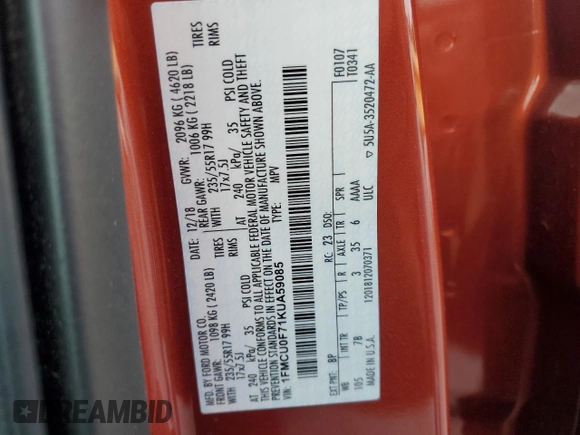 MFD. BY FORD MOTOR CO.
DATE: 12/18 GVWR: 2096 KG ( 4620 LB)
FRONT GAWR: 1098 KG (2420 LB) REAR GAWR: 1006 KG ( 2218 LB)
WITH 235/55R17 99H TIRES WITH 235/55R17 99H TIRES
17x7.5J RIMS 17x7.5J RIMS
AT 240 kPa/ 35 PSI COLD AT 240 kPa/ 35 PSI COLD
THIS VEHICLE CONFORMS TO ALL APPLICABLE FEDERAL MOTOR VEHICLE SAFETY AND THEFT
PREVENTION STANDARDS IN EFFECT ON THE DATE OF MANUFACTURE SHOWN ABOVE.
VIN: 1FMCU0F71KUA59085 TYPE: MPV
F0107
T0341
EXT PNT: BP RC: 23 DSO:
WB INT TR TP/PS R AXLE TR SPR
105 7B 3 35 6 AAAA
MADE IN U.S.A. 1201812070371 ULC
5U5A-3520472-AA
DREAMBID